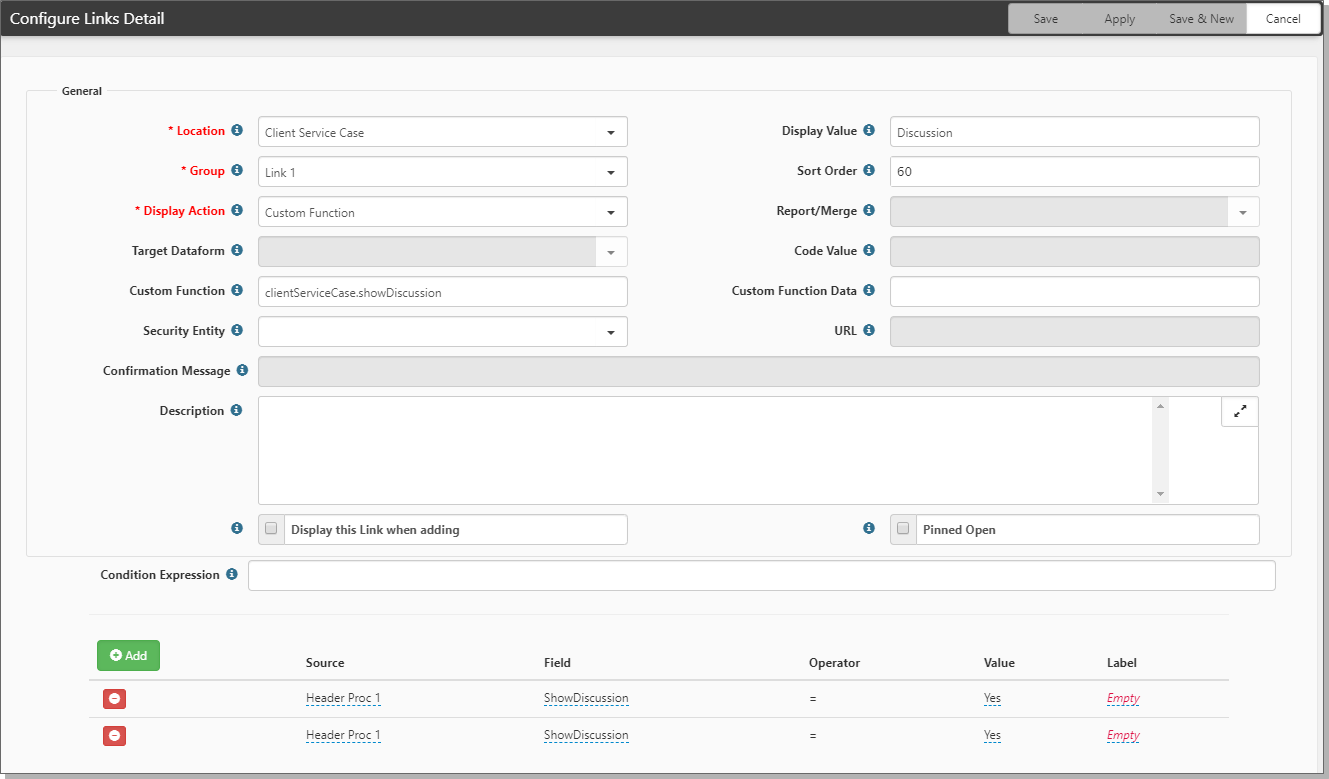 Configure Links Detail Save Apply Save & New Cancel
General
* Location Client Service Case Display Value Discussion
* Group Link 1 Sort Order 60
* Display Action Custom Function Report/Merge
Target Dataform Code Value
Custom Function clientServiceCase.showDiscussion Custom Function Data
Security Entity URL
Confirmation Message
Description
Display this Link when adding Pinned Open
Condition Expression
Add Source Field Operator Value Label
Header Proc 1 ShowDiscussion = Yes Empty
Header Proc 1 ShowDiscussion = Yes Empty